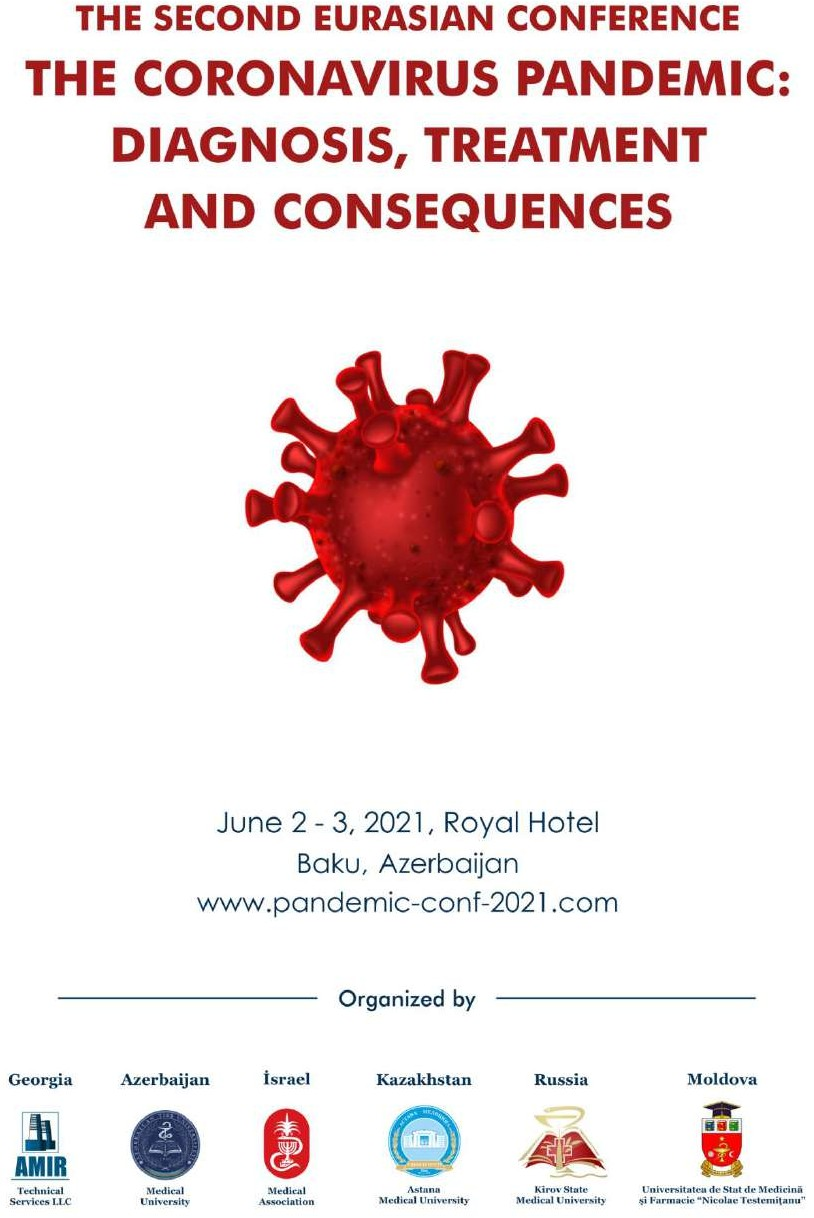 THE SECOND EURASIAN CONFERENCE
THE CORONAVIRUS PANDEMIC:
DIAGNOSIS, TREATMENT
AND CONSEQUENCES
June 2 - 3, 2021, Royal Hotel
Baku, Azerbaijan
www.pandemic-conf-2021.com
Organized by
Georgia
AMIR
Technical
Services LLC
Azerbaijan
Medical
University
İsrael
Medical
Association
Kazakhstan
Astana
Medical University
Russia
Kirov State
Medical University
Moldova
Universitatea de Stat de Medicină
și Farmacie “Nicolae Testemițanu”